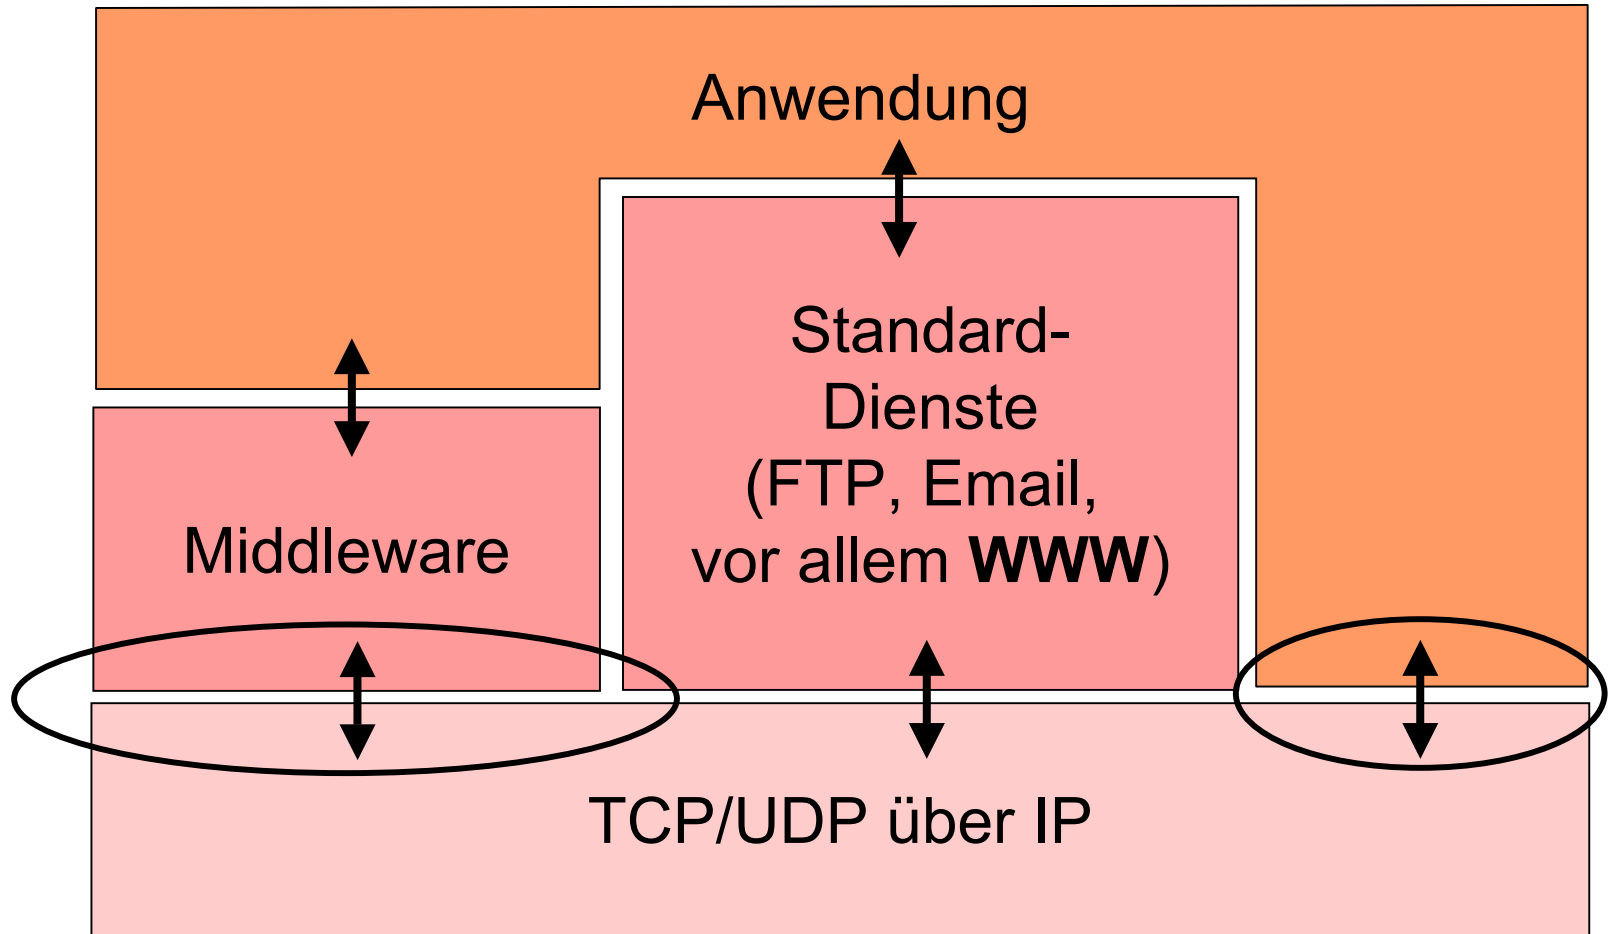 Anwendung
Standard-
Dienste
(FTP, Email,
vor allem WWW)
Middleware
TCP/UDP über IP